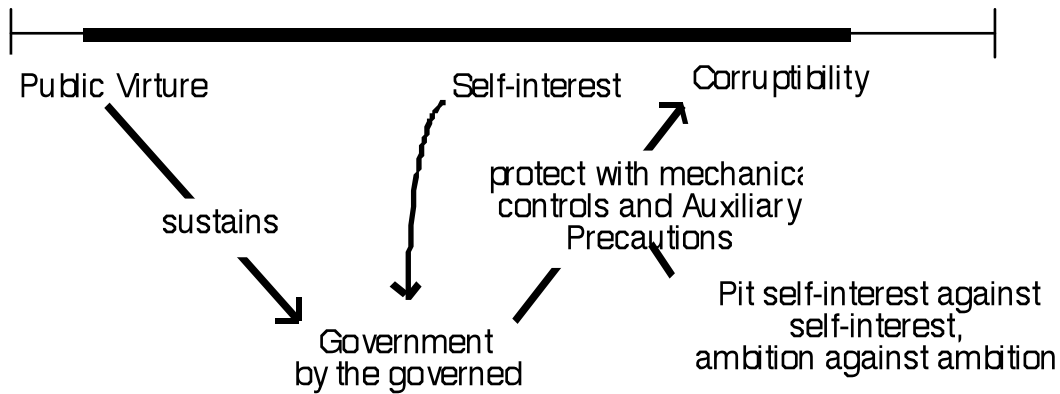 Public Virture
Self-interest
Corruptibility
sustains
protect with mechanica
controls and Auxiliary
Precautions
Pit self-interest against
self-interest,
ambition against ambition
Government
by the governed